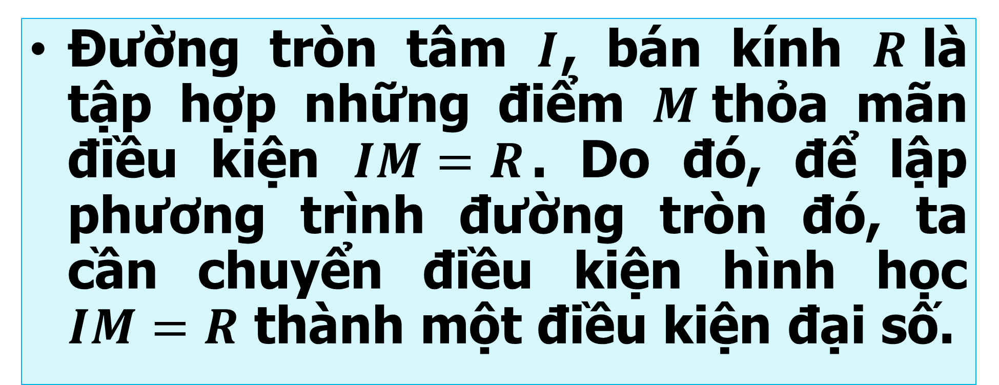 • Đường tròn tâm I, bán kính R là
tập hợp những điểm M thỏa mãn
điều kiện IM = R. Do đó, để lập
phương trình đường tròn đó, ta
cần chuyển điều kiện hình học
IM = R thành một điều kiện đại số.